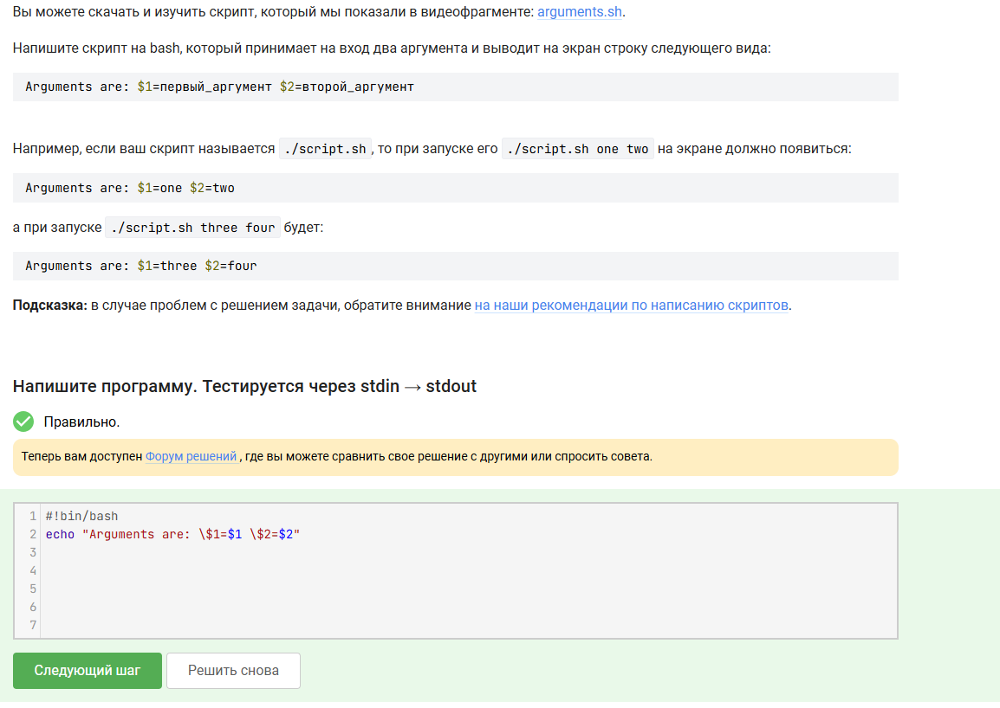 Вы можете скачать и изучить скрипт, который мы показали в видеофрагменте: arguments.sh.
Напишите скрипт на bash, который принимает на вход два аргумента и выводит на экран строку следующего вида:
Arguments are: $1=первый_аргумент $2=второй_аргумент
Например, если ваш скрипт называется ./script.sh , то при запуске его ./script.sh one two на экране должно появиться:
Arguments are: $1=one $2=two
а при запуске ./script.sh three four будет:
Arguments are: $1=three $2=four
Подсказка: в случае проблем с решением задачи, обратите внимание на наши рекомендации по написанию скриптов.
Напишите программу. Тестируется через stdin → stdout
Правильно.
Теперь вам доступен Форум решений , где вы можете сравнить свое решение с другими или спросить совета.
1 #!bin/bash
2 echo "Arguments are: \$1=$1 \$2=$2"
3
4
5
6
7
Следующий шаг Решить снова